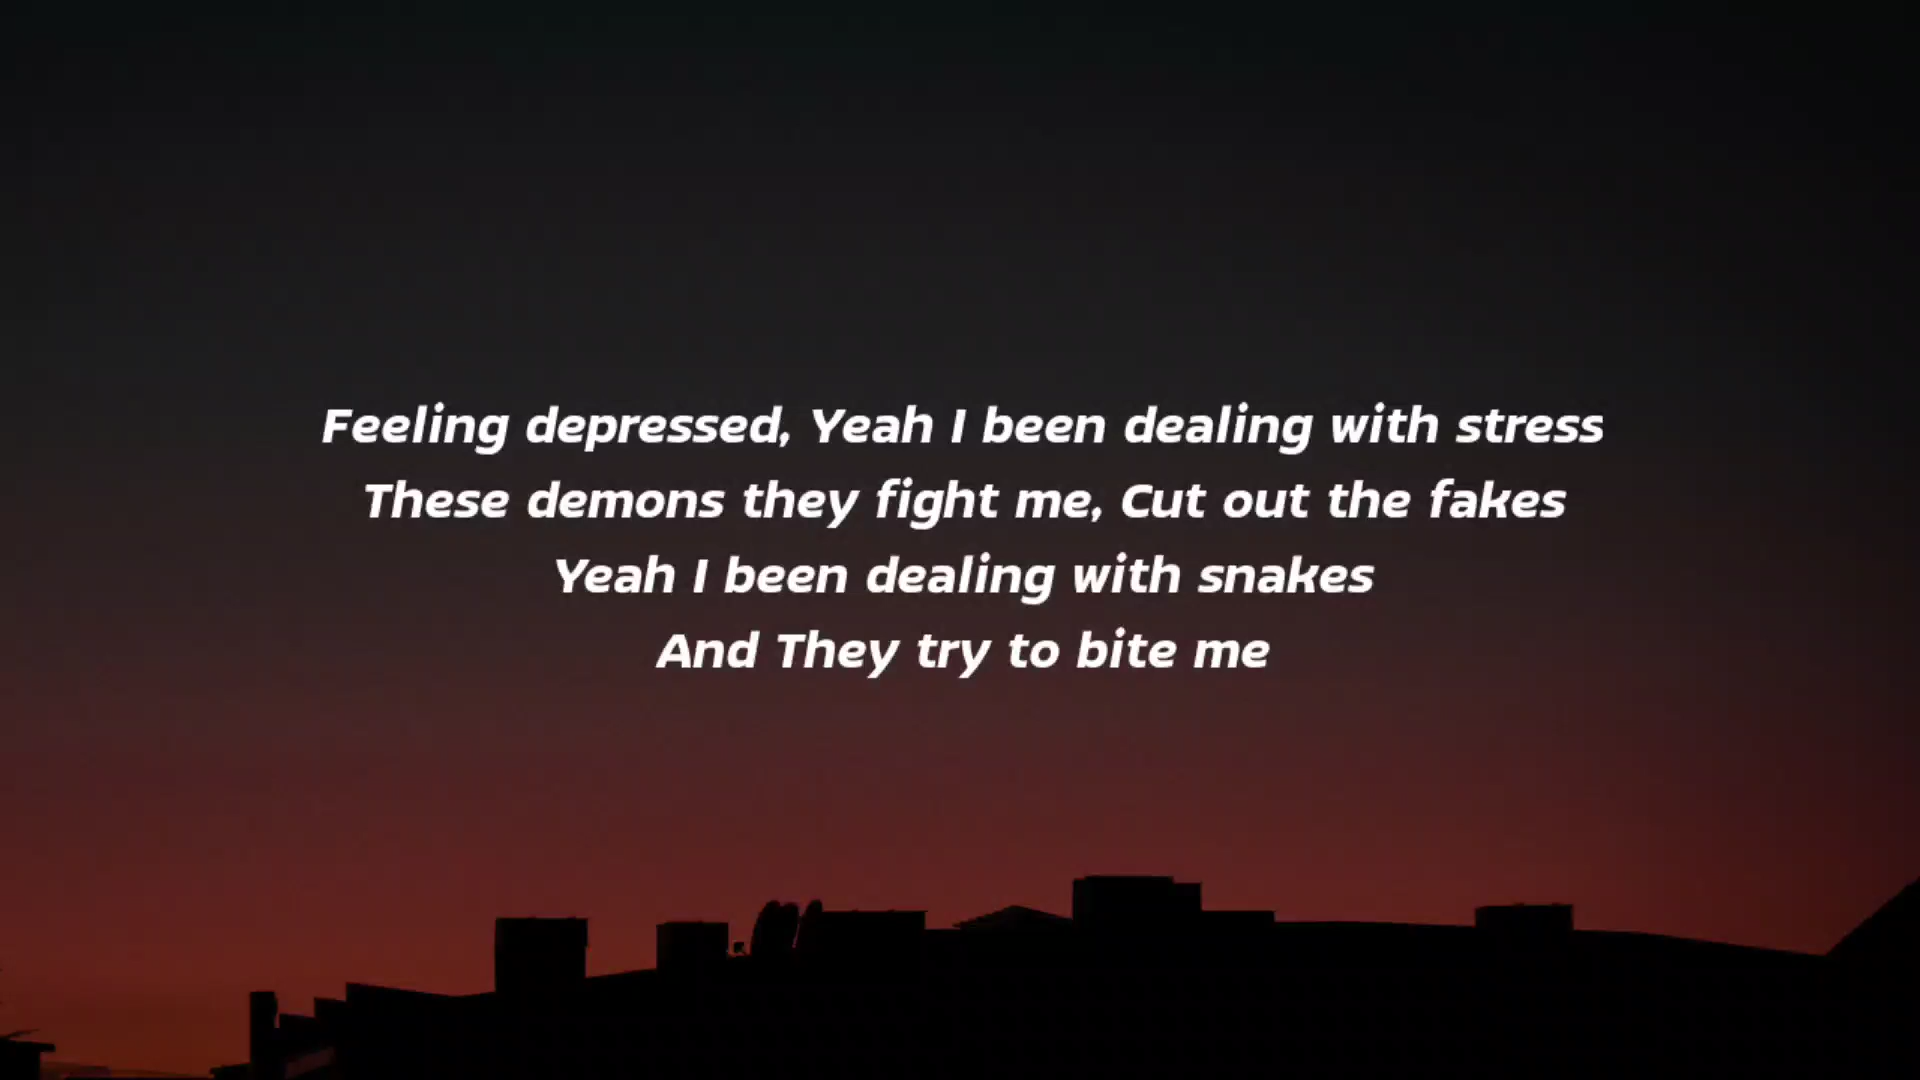 Feeling depressed, Yeah I been dealing with stress
These demons they fight me, Cut out the fakes
Yeah I been dealing with snakes
And They try to bite me